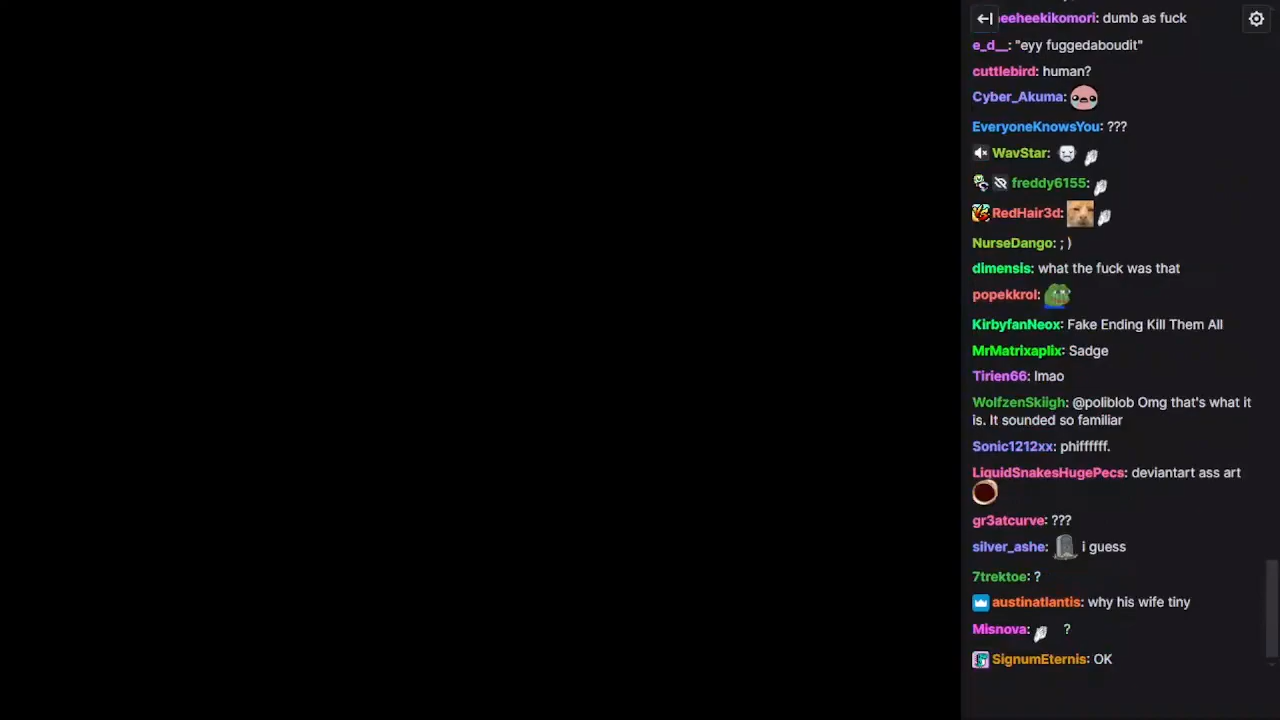 eeheekikomori: dumb as fuck
e_d__: "eyy fuggedaboudit"
cuttlebird: human?
Cyber_Akuma:
EveryoneKnowsYou: ???
WavStar:
freddy6155:
RedHair3d:
NurseDango: ; )
dimensis: what the fuck was that
popekkrol:
KirbyfanNeox: Fake Ending Kill Them All
MrMatrixaplix: Sadge
Tirien66: lmao
WolfzenSkiigh: @poliblob Omg that's what it
is. It sounded so familiar
Sonic1212xx: phiffffff.
LiquidSnakesHugePecs: deviantart ass art
gr3atcurve: ???
silver_ashe: i guess
7trektoe: ?
austinatlantis: why his wife tiny
Misnova: ?
SignumEternis: OK